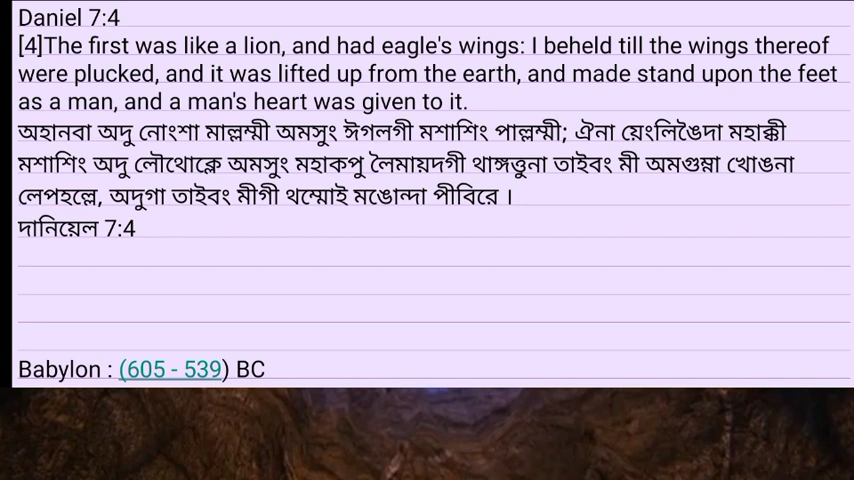 Daniel 7:4
[4]The first was like a lion, and had eagle's wings: I beheld till the wings thereof
were plucked, and it was lifted up from the earth, and made stand upon the feet
as a man, and a man's heart was given to it.
অহানবা অদু নোংশা মাল্লম্মী অমসুং ঈগলগী মশাশিং পাল্লম্মী; ঐনা য়েংলিঙৈদা মহাক্কী
মশাশিং অদু লৌথোক্লে অমসুং মহাকপু লৈমায়দগী থাঙ্গত্তুনা তাইবং মী অমগুম্না খোঙনা
লেপহল্লে, অদুগা তাইবং মীগী থম্মোই মঙোন্দা পীবিরে ।
দানিয়েল 7:4
Babylon : (605 - 539) BC